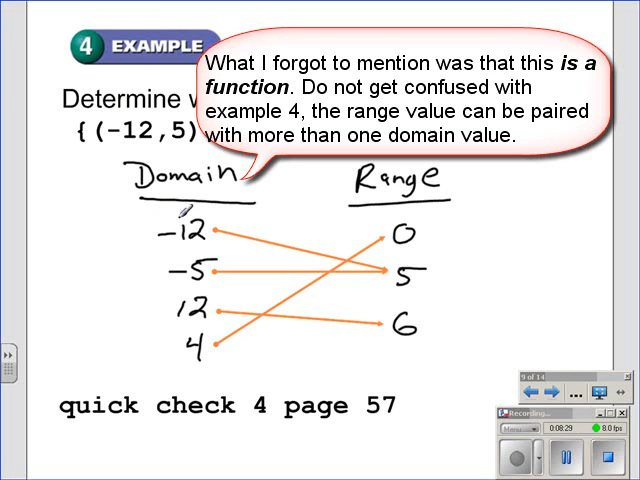 4 EXAMPLE
What I forgot to mention was that this is a
function. Do not get confused with
example 4, the range value can be paired
with more than one domain value.
Determine
{(-12,5)
Domain Range
-12 0
-5 5
12 6
4
quick check 4 page 57
9 of 14
...
Recording...
Menu
0:08:29 8.0 fps